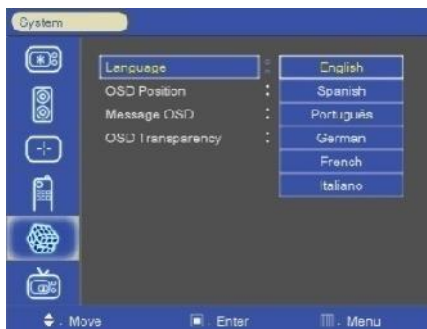 System
Language : English
OSD Position : Spanish
Message OSD : Português
OSD Transparency : German
French
Italiano
Move Enter Menu